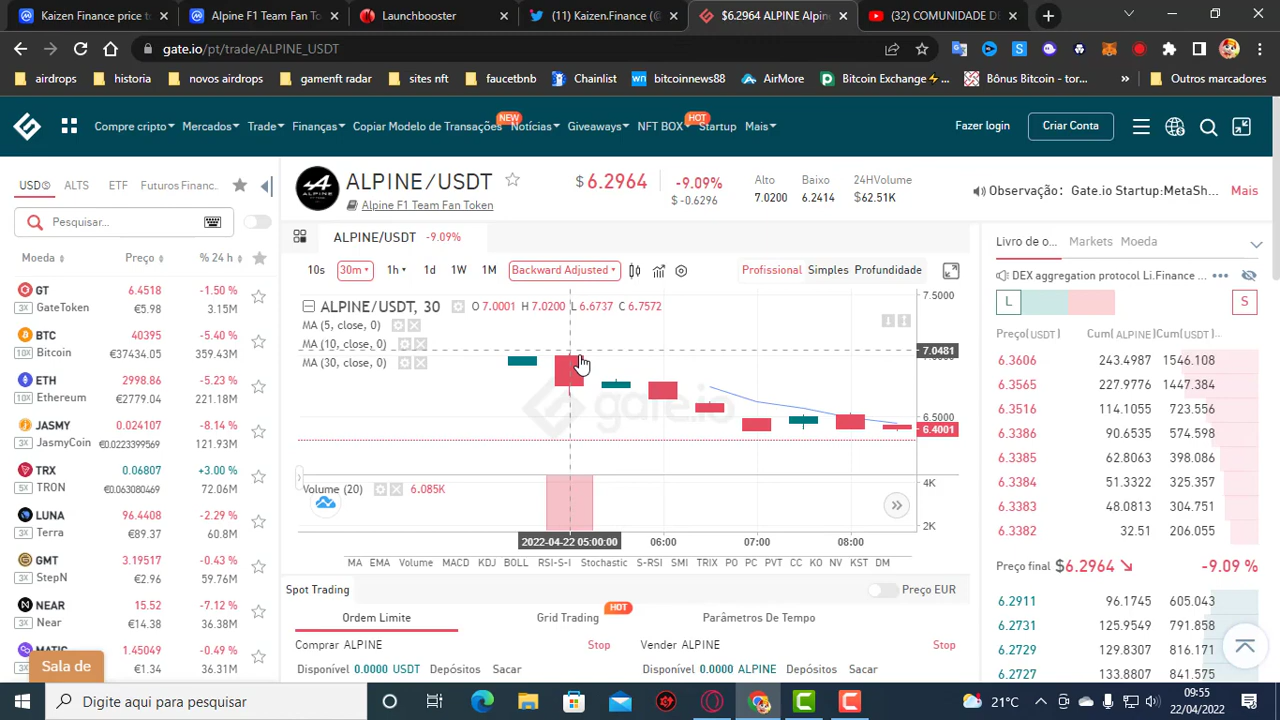 Kaizen.Finance price t
Alpine F1 Team Fan To
Launchbooster
(11) Kaizen.Finance (@
$6.2964 ALPINE Alpin
(32) COMUNIDADE DE
gate.io/pt/trade/ALPINE_USDT
airdrops
historia
novos airdrops
gamenft radar
sites nft
faucetbnb
Chainlist
bitcoinnews88
AirMore
Bitcoin Exchange⚡...
Bônus Bitcoin - tor...
»
Outros marcadores
Compre cripto
Mercados
Trade
Finanças
Copiar Modelo de Transações
NEW
Notícias
Giveaways
NFT BOX
HOT
Startup
Mais
Fazer login
Criar Conta
USD
ALTS
ETF
Futuros Financ.
Pesquisar...
Moeda
Preço
% 24 h
GT 6.4518 -1.50 %
3X GateToken €5.98 3.15M
BTC 40395 -5.40 %
10X Bitcoin €37434.05 359.43M
ETH 2998.86 -5.23 %
10X Ethereum €2779.04 221.18M
JASMY 0.024107 -8.14 %
3X JasmyCoin €0.0223399569 121.93M
TRX 0.06807 +3.00 %
5X TRON €0.063080469 72.06M
LUNA 96.4408 -2.29 %
3X Terra €89.37 60.8M
GMT 3.19517 -0.43 %
3X StepN €2.96 59.76M
NEAR 15.52 -7.12 %
3X Near €14.38 36.38M
MATIC 1.45049 -0.49 %
€1.34 36.31M
Sala de
ALPINE/USDT
Alpine F1 Team Fan Token
$ 6.2964
-9.09%
$ -0.6296
Alto
7.0200
Baixo
6.2414
24HVolume
$62.51K
Observação： Gate.io Startup:MetaSh...
Mais
ALPINE/USDT -9.09%
10s
30m
1h
1d
1W
1M
Backward Adjusted
Profissional
Simples
Profundidade
ALPINE/USDT, 30
O 7.0001 H 7.0200 L 6.6737 C 6.7572
MA (5, close, 0)
MA (10, close, 0)
MA (30, close, 0)
gate.io
7.5000
7.0481
6.5000
6.4001
Volume (20)
6.085K
4K
2K
2022-04-22 05:00:00
06:00
07:00
08:00
MA EMA Volume MACD KDJ BOLL RSI-S-I Stochastic S-RSI SMI TRIX PO PC PVT CC KO NV KST DM
Spot Trading
Preço EUR
Ordem Limite
Grid Trading
HOT
Parâmetros De Tempo
Comprar ALPINE
Stop
Vender ALPINE
Stop
Disponível 0.0000 USDT Depósitos Sacar
Disponível 0.0000 ALPINE Depósitos Sacar
Livro de o...
Markets
Moeda
DEX aggregation protocol Li.Finance ...
L
S
Preço(USDT) Cum(ALPINE) Cum(USDT)
6.3606 243.4987 1546.108
6.3565 227.9776 1447.384
6.3516 114.1055 723.556
6.3386 90.6535 574.598
6.3385 62.8063 398.086
6.3384 51.3322 325.357
6.3383 48.0813 304.751
6.3382 32.51 206.055
Preço final $6.2964 ↘ -9.09 %
6.2911 96.1745 605.043
6.2731 125.9549 791.858
6.2729 129.8307 816.171
6.2727 133.8807 841.575
Digite aqui para pesquisar
21°C
09:55
22/04/2022